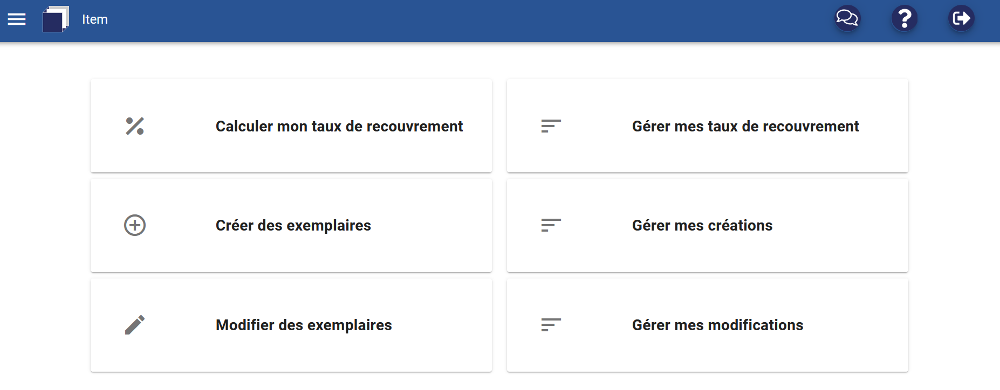 Item
Calculer mon taux de recouvrement
Gérer mes taux de recouvrement
Créer des exemplaires
Gérer mes créations
Modifier des exemplaires
Gérer mes modifications